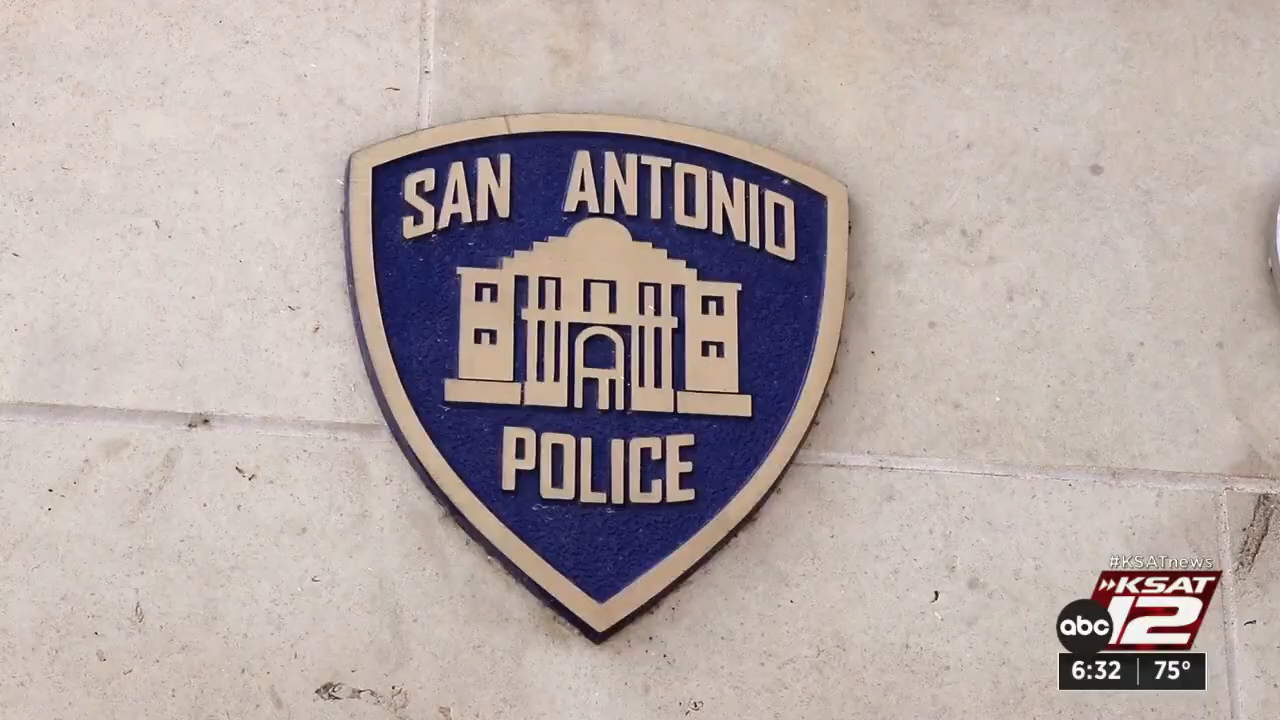 SAN ANTONIO
POLICE
#KSATnews
KSAT
12
abc
6:32 75°